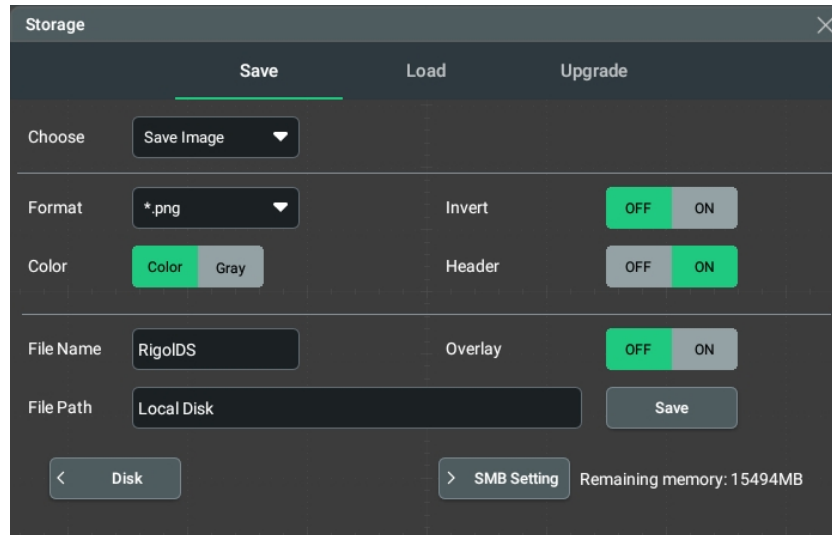 Storage
Save Load Upgrade
Choose Save Image
Format *.png Invert OFF ON
Color Color Gray Header OFF ON
File Name RigolDS Overlay OFF ON
File Path Local Disk Save
< Disk > SMB Setting Remaining memory: 15494MB